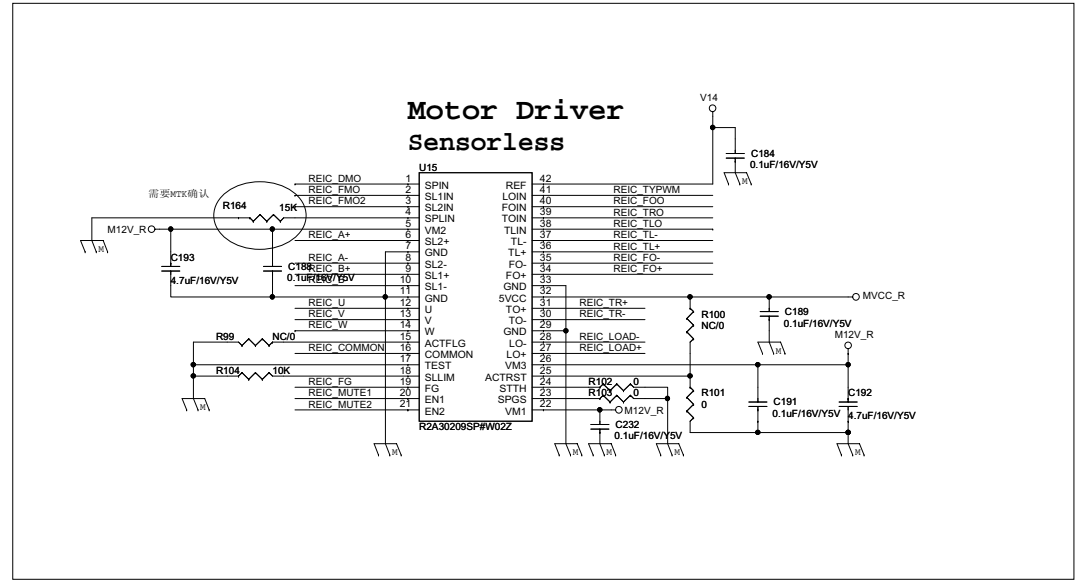 Motor Driver
Sensorless
V14
C184
0.1uF/16V/Y5V
M
U15
需要MTK确认
R164
15K
M12V_R
M
C193
4.7uF/16V/Y5V
C188
0.1uF/16V/Y5V
REIC_DMO 1 SPIN
REIC_FMO 2 SL1IN
REIC_FMO2 3 SL2IN
4 SPLIN
5 VM2
REIC_A+ 6 SL2+
7 GND
REIC_A- 8 SL2-
REIC_B+ 9 SL1+
REIC_B- 10 SL1-
11 GND
REIC_U 12 U
REIC_V 13 V
REIC_W 14 W
15 ACTFLG
REIC_COMMON 16 COMMON
17 TEST
18 SLLIM
REIC_FG 19 FG
REIC_MUTE1 20 EN1
REIC_MUTE2 21 EN2
R99 NC/0
R104 10K
M
M
REF 42
LOIN 41 REIC_TYPWM
FOIN 40 REIC_FOO
TOIN 39 REIC_TRO
TLIN 38 REIC_TLO
TL- 37 REIC_TL-
TL+ 36 REIC_TL+
FO- 35 REIC_FO-
FO+ 34 REIC_FO+
GND 33
5VCC 32
TO+ 31 REIC_TR+
TO- 30 REIC_TR-
GND 29
LO- 28 REIC_LOAD-
LO+ 27 REIC_LOAD+
VM3 26
ACTRST 25
STTH 24
SPGS 23
VM1 22
R2A30209SP#W02Z
R102 0
R103 0
M12V_R
C232
0.1uF/16V/Y5V
M
M
M
MVCC_R
R100
NC/0
C189
0.1uF/16V/Y5V
M
M12V_R
R101
0
C191
0.1uF/16V/Y5V
C192
4.7uF/16V/Y5V
M